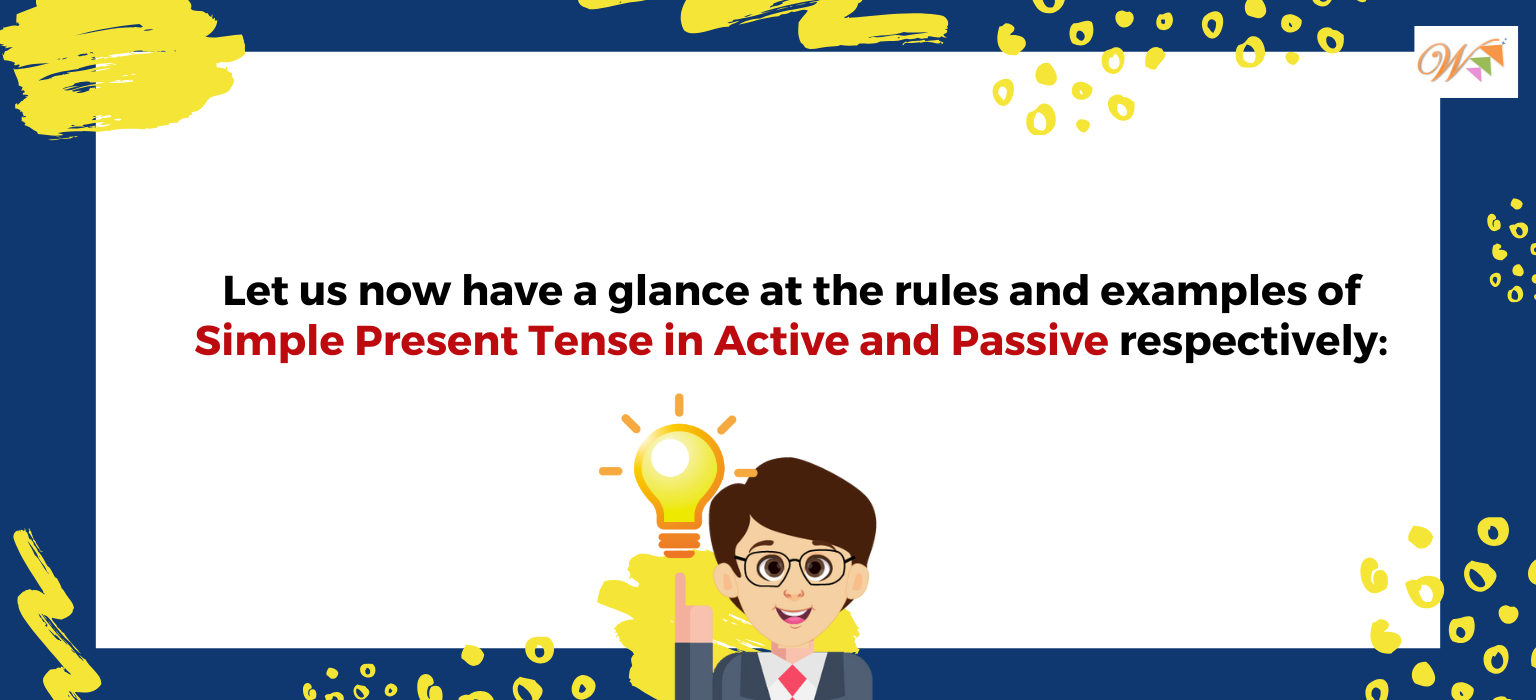 W
Let us now have a glance at the rules and examples of
Simple Present Tense in Active and Passive respectively: